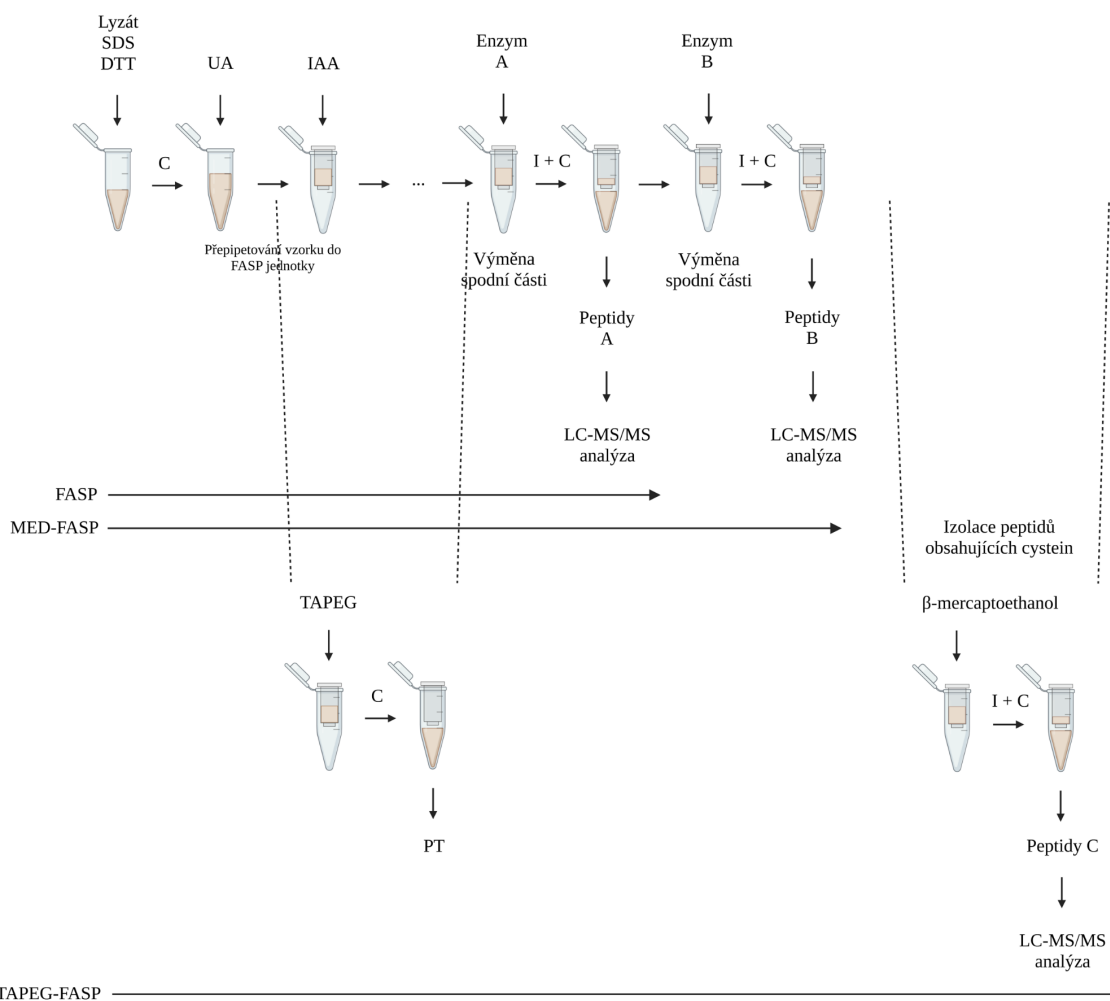 Lyzát
SDS
DTT
UA
IAA
Enzym
A
Enzym
B
C
...
I + C
I + C
Přepipetování vzorku do
FASP jednotky
Výměna
spodní části
Výměna
spodní části
Peptidy
A
Peptidy
B
LC-MS/MS
analýza
LC-MS/MS
analýza
FASP
MED-FASP
Izolace peptidů
obsahujících cystein
TAPEG
β-mercaptoethanol
C
I + C
PT
Peptidy C
LC-MS/MS
analýza
TAPEG-FASP